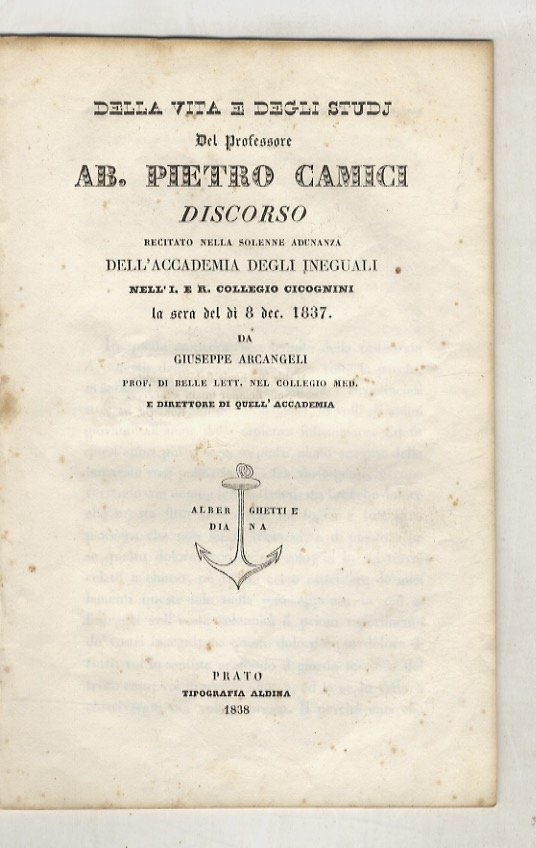 DELLA VITA E DEGLI STUDJ
Del Professore
AB. PIETRO CAMICI
DISCORSO
RECITATO NELLA SOLENNE ADUNANZA
DELL'ACCADEMIA DEGLI INEGUALI
NELL' I. E R. COLLEGIO CICOGNINI
la sera del dì 8 dec. 1837.
DA
GIUSEPPE ARCANGELI
PROF. DI BELLE LETT. NEL COLLEGIO MED.
E DIRETTORE DI QUELL' ACCADEMIA
ALBER GHETTI E
DIA NA
PRATO
TIPOGRAFIA ALDINA
1838